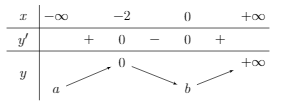 x −∞ −2 0 +∞
y′ + 0 − 0 +
0 +∞
y
a b